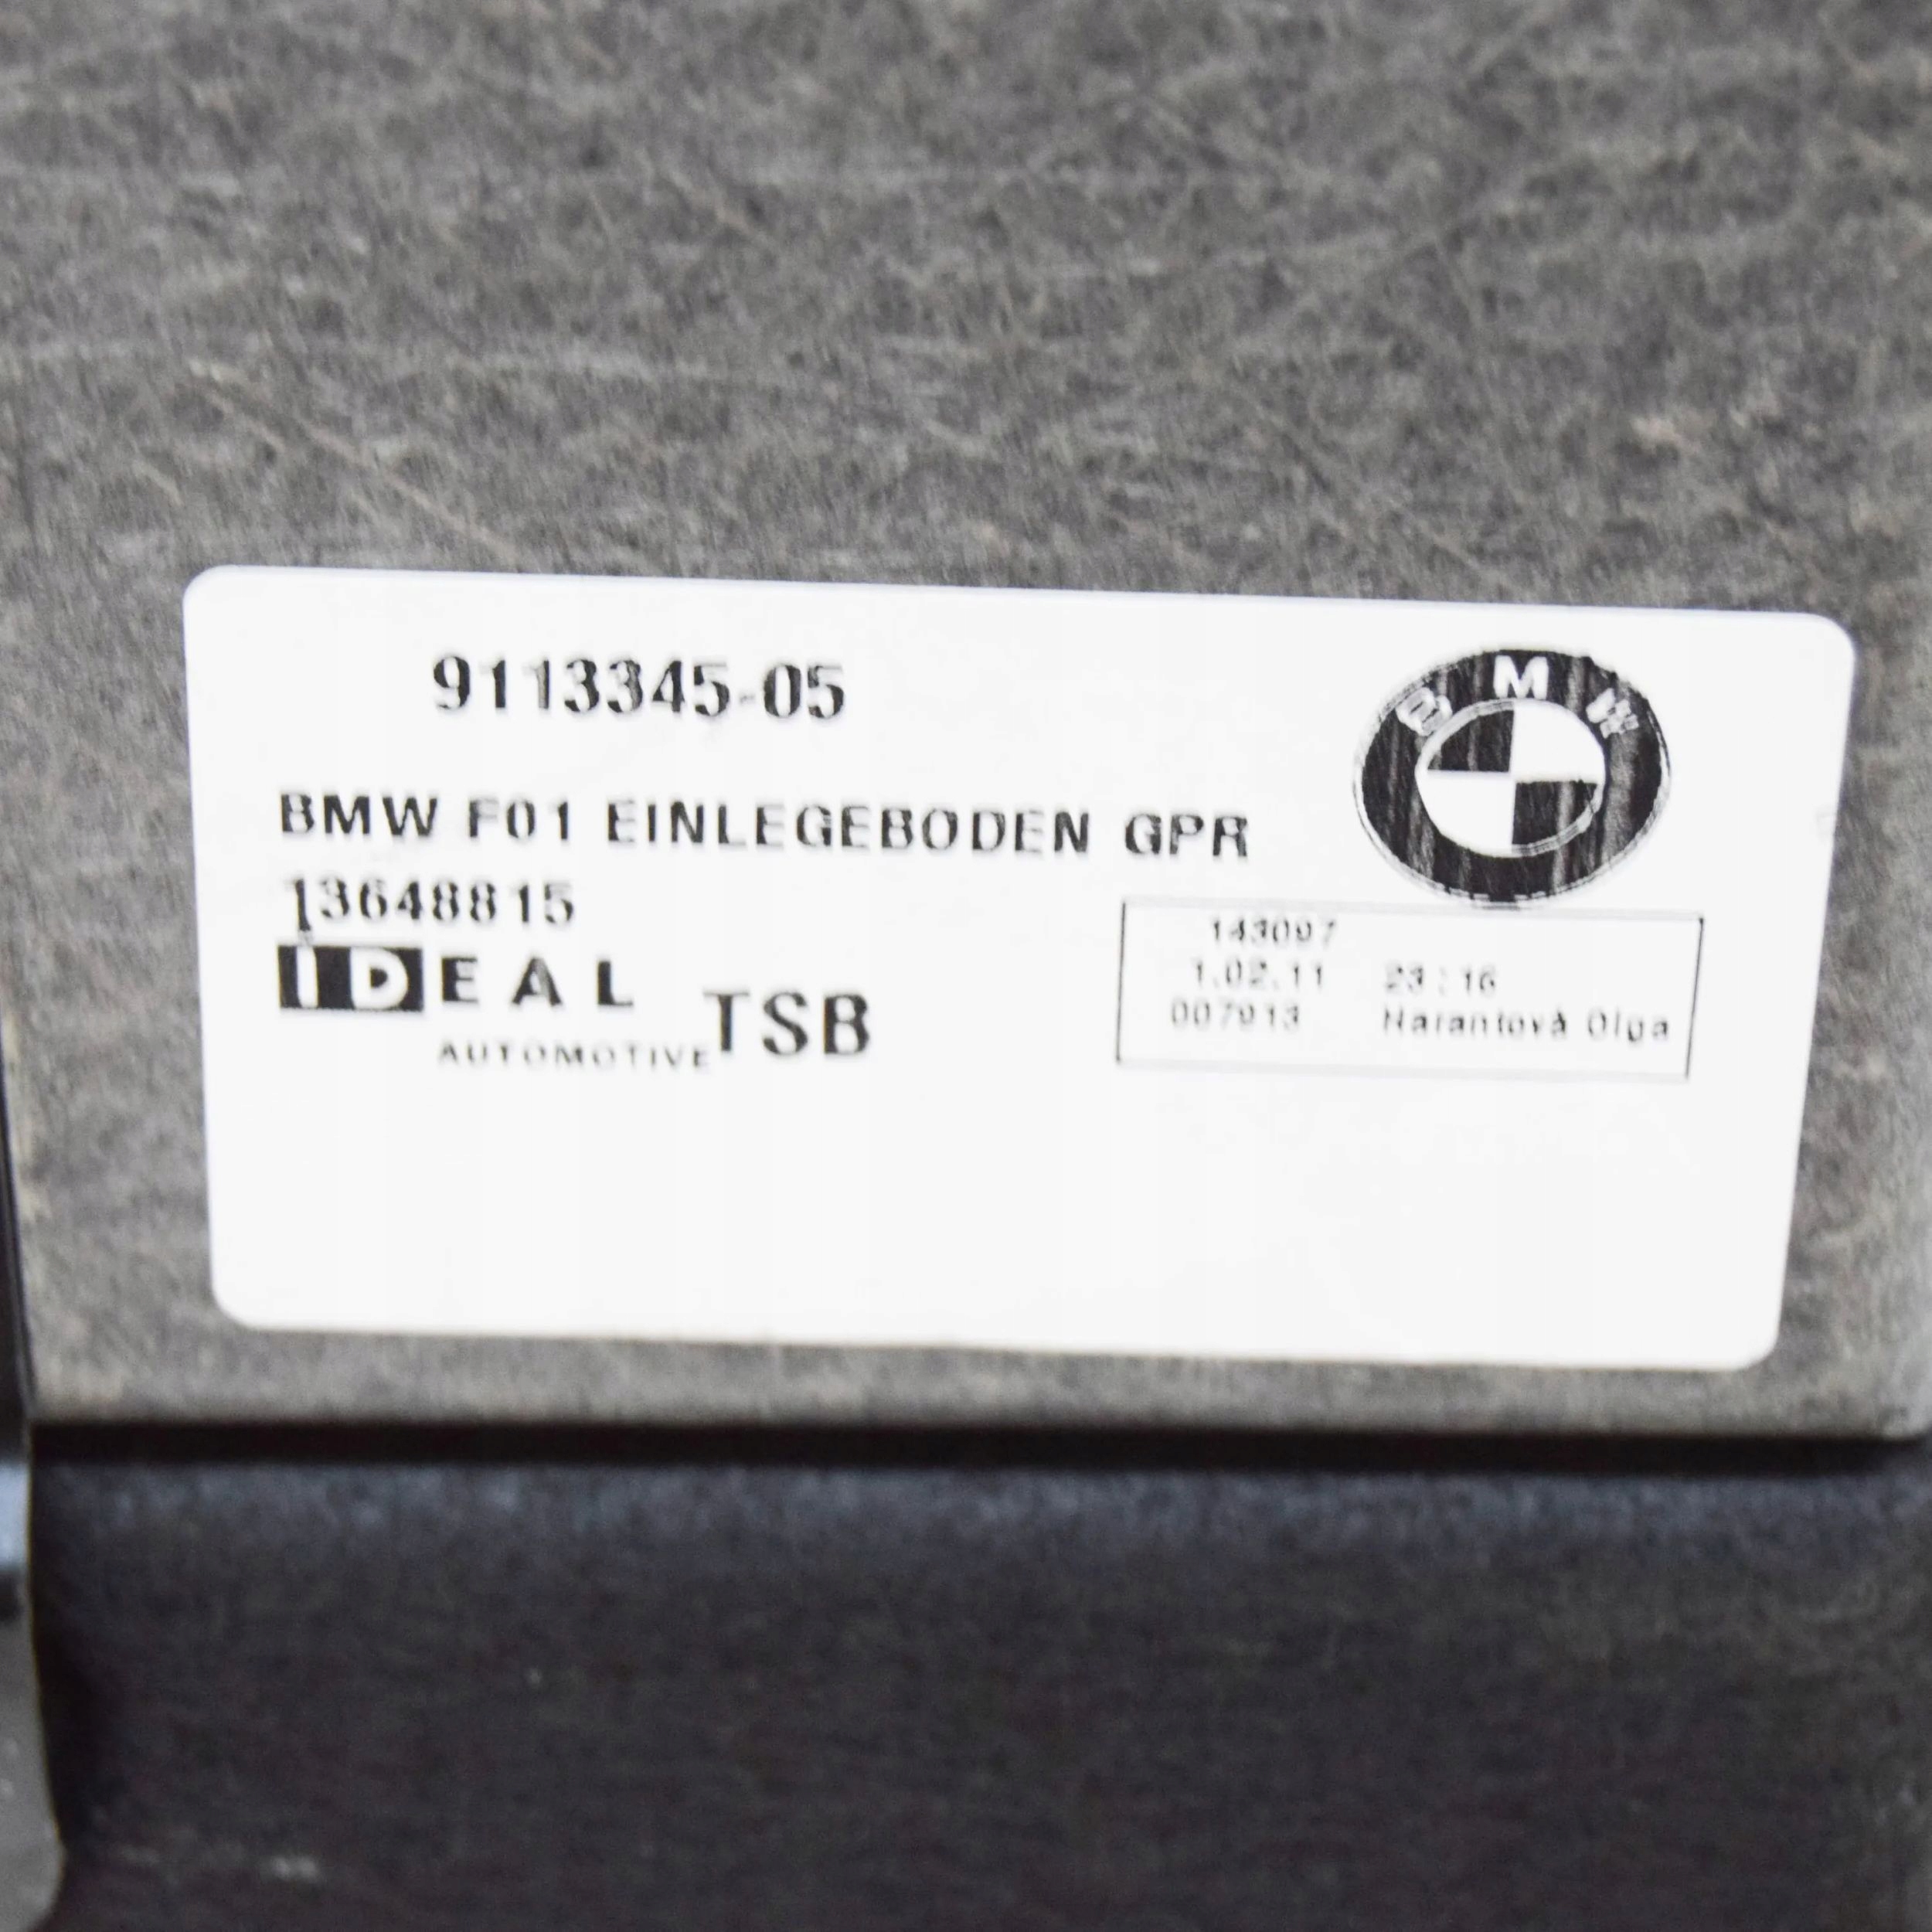 9113345-05
BMW
BMW F01 EINLEGEBODEN GPR
13648815
IDEAL
AUTOMOTIVE TSB
143097
1.02.11 23:16
007913 Narantová Olga